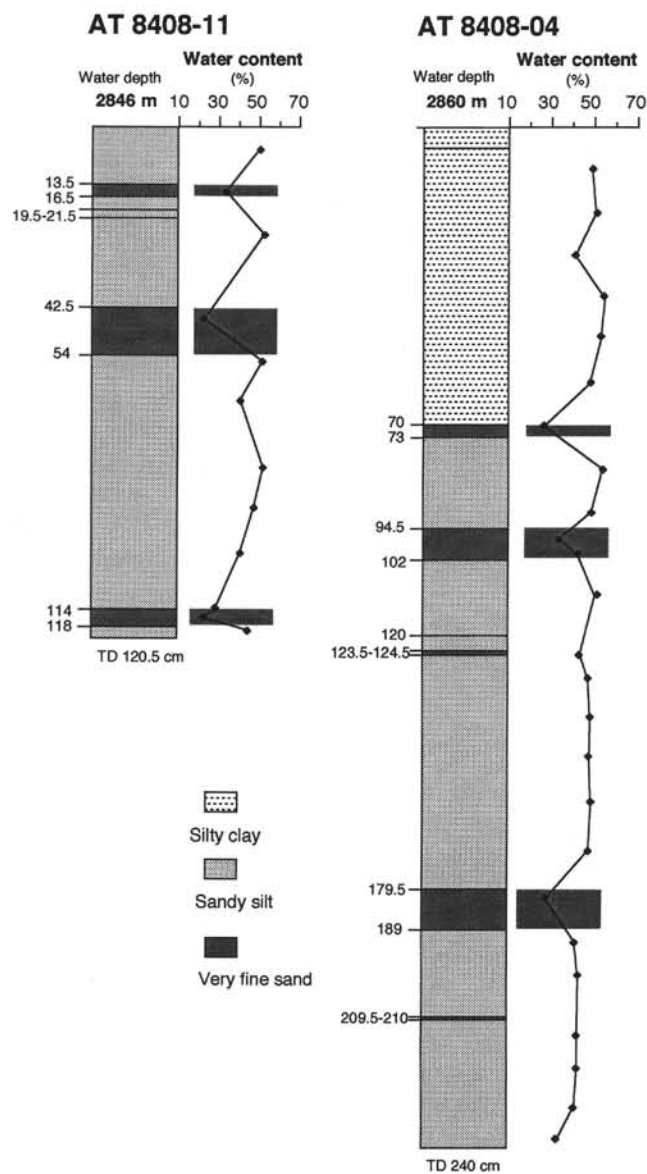 AT 8408-11
Water content
(%)
Water depth
2846 m
10 30 50 70
13.5
16.5
19.5-21.5
42.5
54
114
118
TD 120.5 cm
Silty clay
Sandy silt
Very fine sand
AT 8408-04
Water content
(%)
Water depth
2860 m
10 30 50 70
70
73
94.5
102
120
123.5-124.5
179.5
189
209.5-210
TD 240 cm